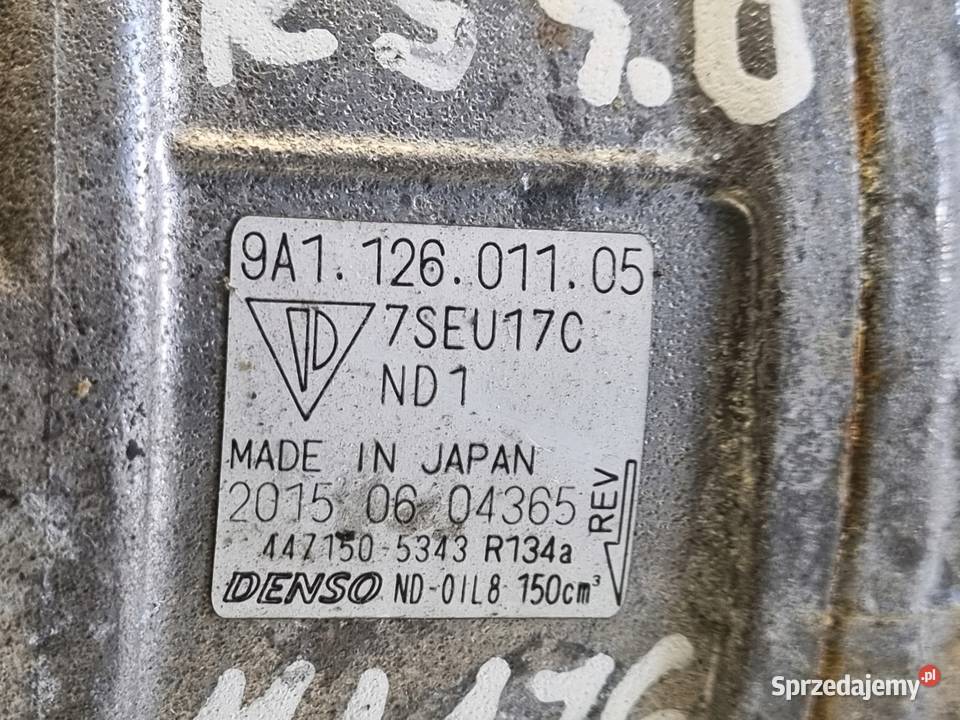 9A1.126.011.05
7SEU17C
ND1
MADE IN JAPAN
2015 06 04365
447150-5343 R134a
DENSO ND-OIL8 150cm³
REV
Sprzedajemy.pl